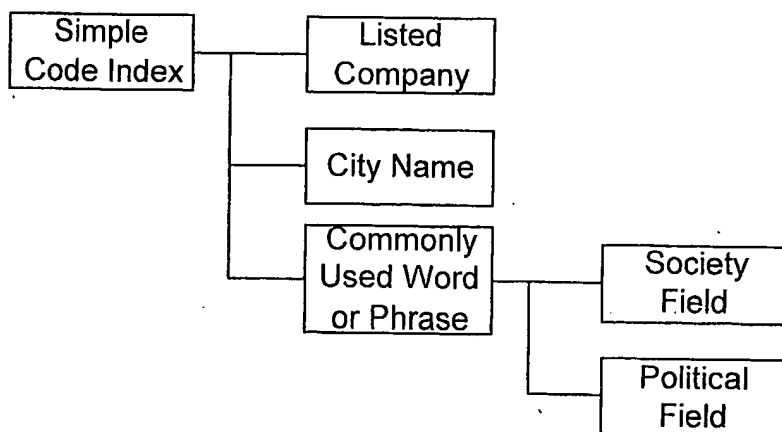 Simple
Code Index
Listed
Company
City Name
Commonly
Used Word
or Phrase
Society
Field
Political
Field